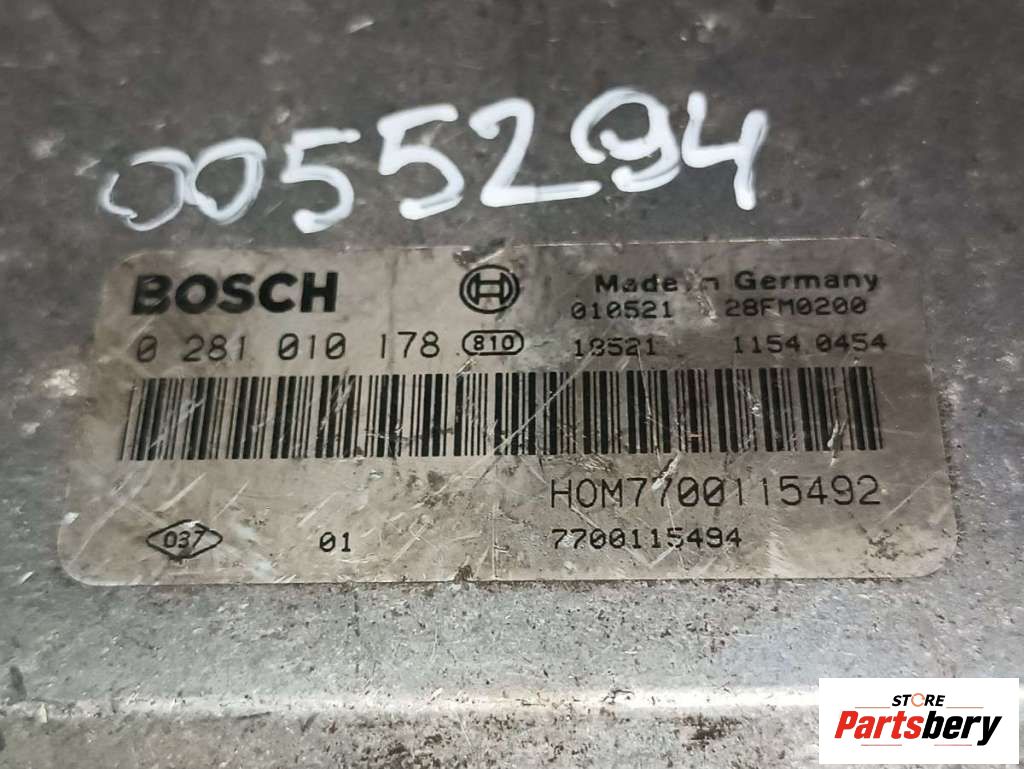 0055294
BOSCH Made in Germany
010521 28FM0200
0 281 010 178 810 18521 1154 0454
HOM7700115492
037 01 7700115494
STORE
Partsbery